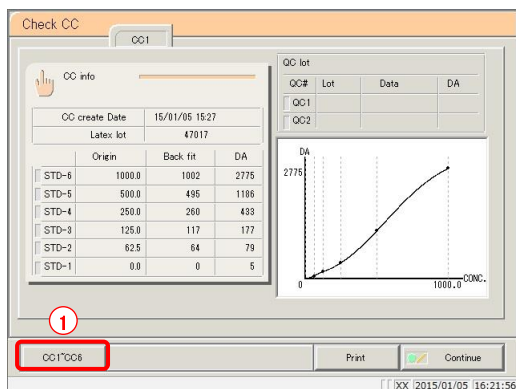 Check CC
CC1
CC info
CC create Date 15/01/05 15:27
Latex lot 47017
Origin Back fit DA
STD-6 1000.0 1002 2775
STD-5 500.0 495 1186
STD-4 250.0 260 433
STD-3 125.0 117 177
STD-2 62.5 64 79
STD-1 0.0 0 5
QC lot
QC# Lot Data DA
QC1
QC2
DA
2775
0 1000.0 CONC.
1
CC1~CC6 Print Continue
XX 2015/01/05 16:21:56